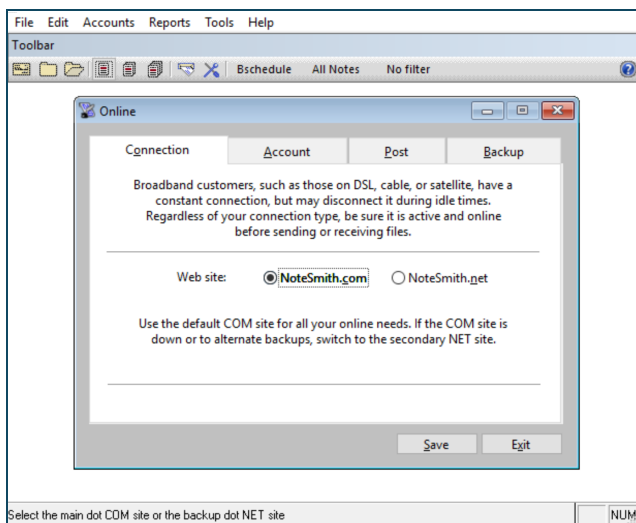 File Edit Accounts Reports Tools Help
Toolbar
Bschedule All Notes No filter
Online
Connection Account Post Backup
Broadband customers, such as those on DSL, cable, or satellite, have a
constant connection, but may disconnect it during idle times.
Regardless of your connection type, be sure it is active and online
before sending or receiving files.
Web site: NoteSmith.com NoteSmith.net
Use the default COM site for all your online needs. If the COM site is
down or to alternate backups, switch to the secondary NET site.
Save Exit
Select the main dot COM site or the backup dot NET site NUM